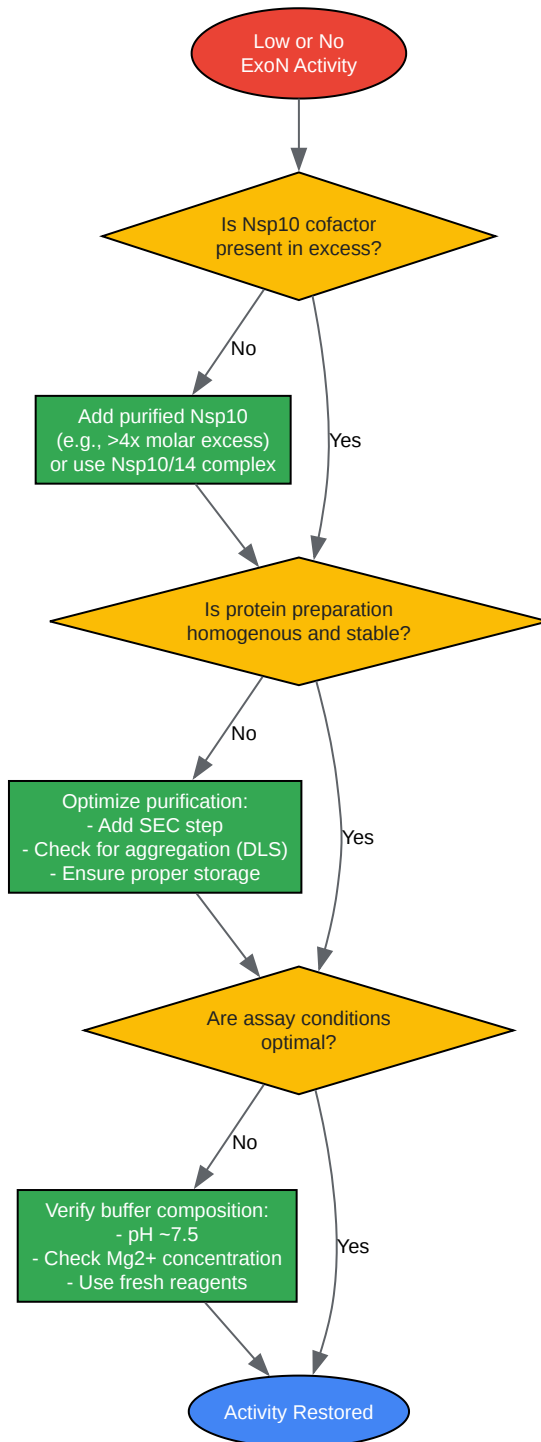 Low or No
ExoN Activity
Is Nsp10 cofactor
present in excess?
No
Add purified Nsp10
(e.g., >4x molar excess)
or use Nsp10/14 complex
Yes
Is protein preparation
homogenous and stable?
No
Optimize purification:
- Add SEC step
- Check for aggregation (DLS)
- Ensure proper storage
Yes
Are assay conditions
optimal?
No
Verify buffer composition:
- pH ~7.5
- Check Mg2+ concentration
- Use fresh reagents
Yes
Activity Restored